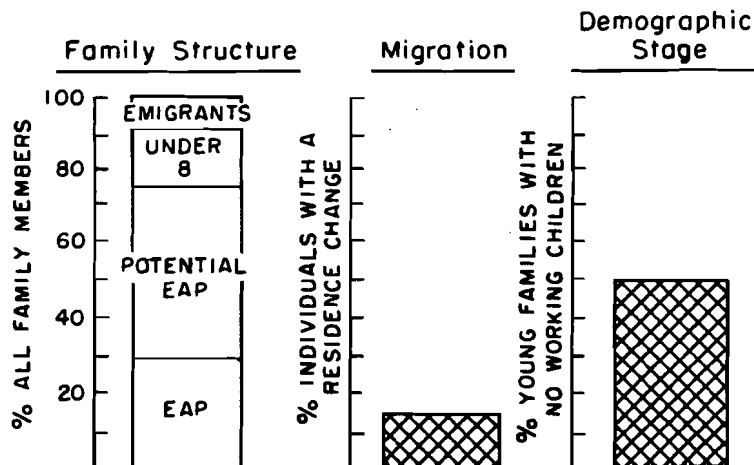 Family Structure
Migration
Demographic
Stage
% ALL FAMILY MEMBERS
100
80
60
40
20
EMIGRANTS
UNDER
8
POTENTIAL
EAP
EAP
% INDIVIDUALS WITH A
RESIDENCE CHANGE
% YOUNG FAMILIES WITH
NO WORKING CHILDREN